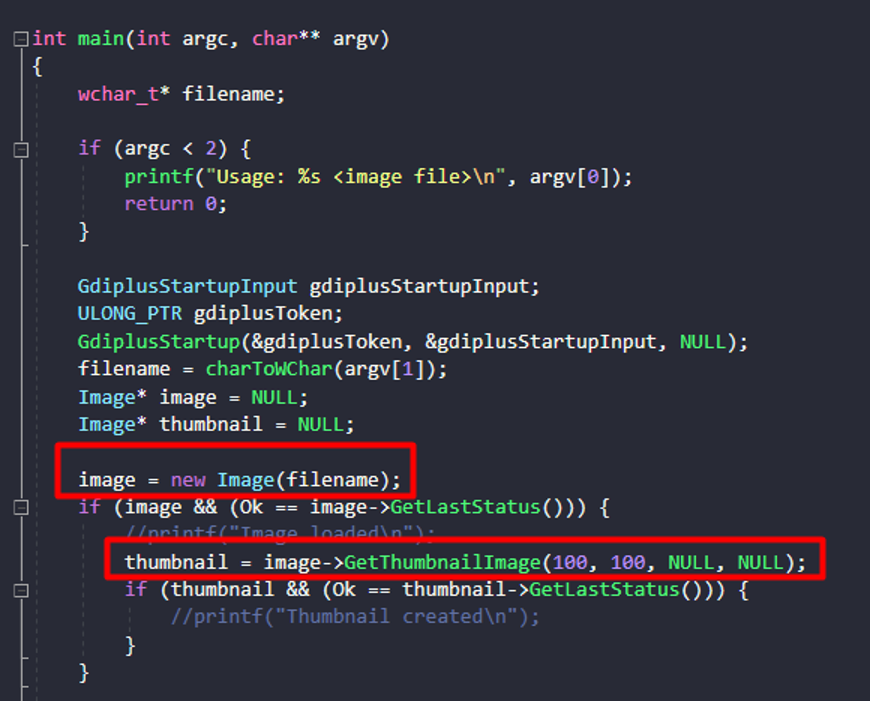 int main(int argc, char** argv)
{
wchar_t* filename;
if (argc < 2) {
printf("Usage: %s <image file>\n", argv[0]);
return 0;
}
GdiplusStartupInput gdiplusStartupInput;
ULONG_PTR gdiplusToken;
GdiplusStartup(&gdiplusToken, &gdiplusStartupInput, NULL);
filename = charToWChar(argv[1]);
Image* image = NULL;
Image* thumbnail = NULL;
image = new Image(filename);
if (image && (Ok == image->GetLastStatus())) {
//printf("Image loaded\n");
thumbnail = image->GetThumbnailImage(100, 100, NULL, NULL);
if (thumbnail && (Ok == thumbnail->GetLastStatus())) {
//printf("Thumbnail created\n");
}
}